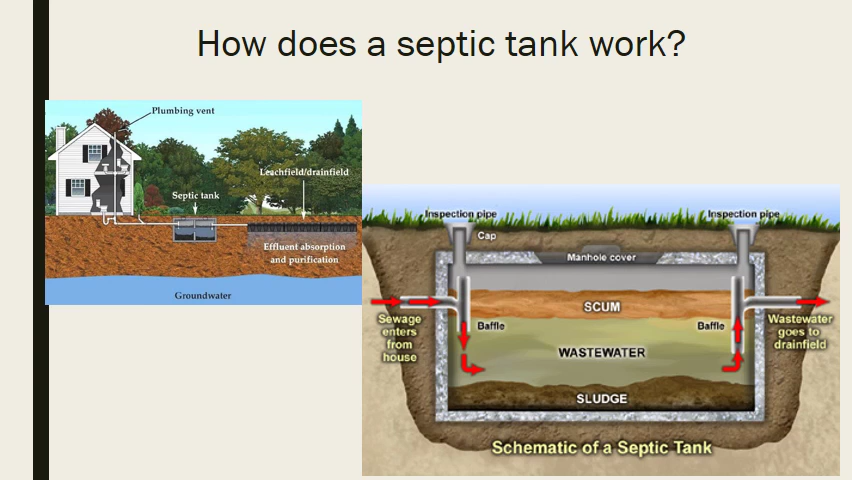 How does a septic tank work?
Plumbing vent
Leachfield/drainfield
Septic tank
Effluent absorption
and purification
Groundwater
Inspection pipe
Inspection pipe
Cap
Manhole cover
SCUM
Sewage
enters
from
house
Baffle
Baffle
Wastewater
goes to
drainfield
WASTEWATER
SLUDGE
Schematic of a Septic Tank